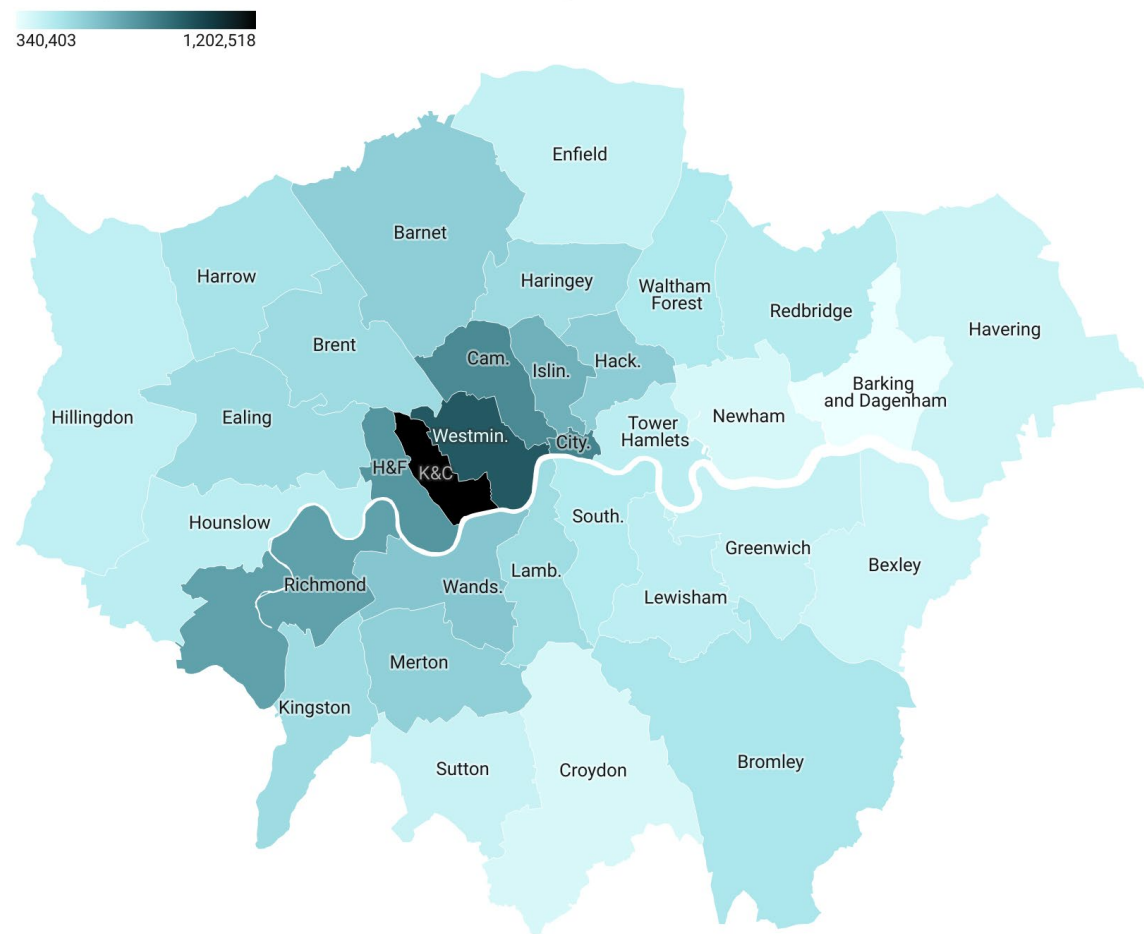 340,403 1,202,518
Enfield
Barnet
Harrow
Haringey
Waltham
Forest
Redbridge
Havering
Brent
Cam.
Islin.
Hack.
Barking
and Dagenham
Hillingdon
Ealing
Newham
Tower
Hamlets
Westmin.
City.
H&F
K&C
Hounslow
South.
Greenwich
Bexley
Richmond
Wands.
Lamb.
Lewisham
Merton
Kingston
Sutton
Croydon
Bromley